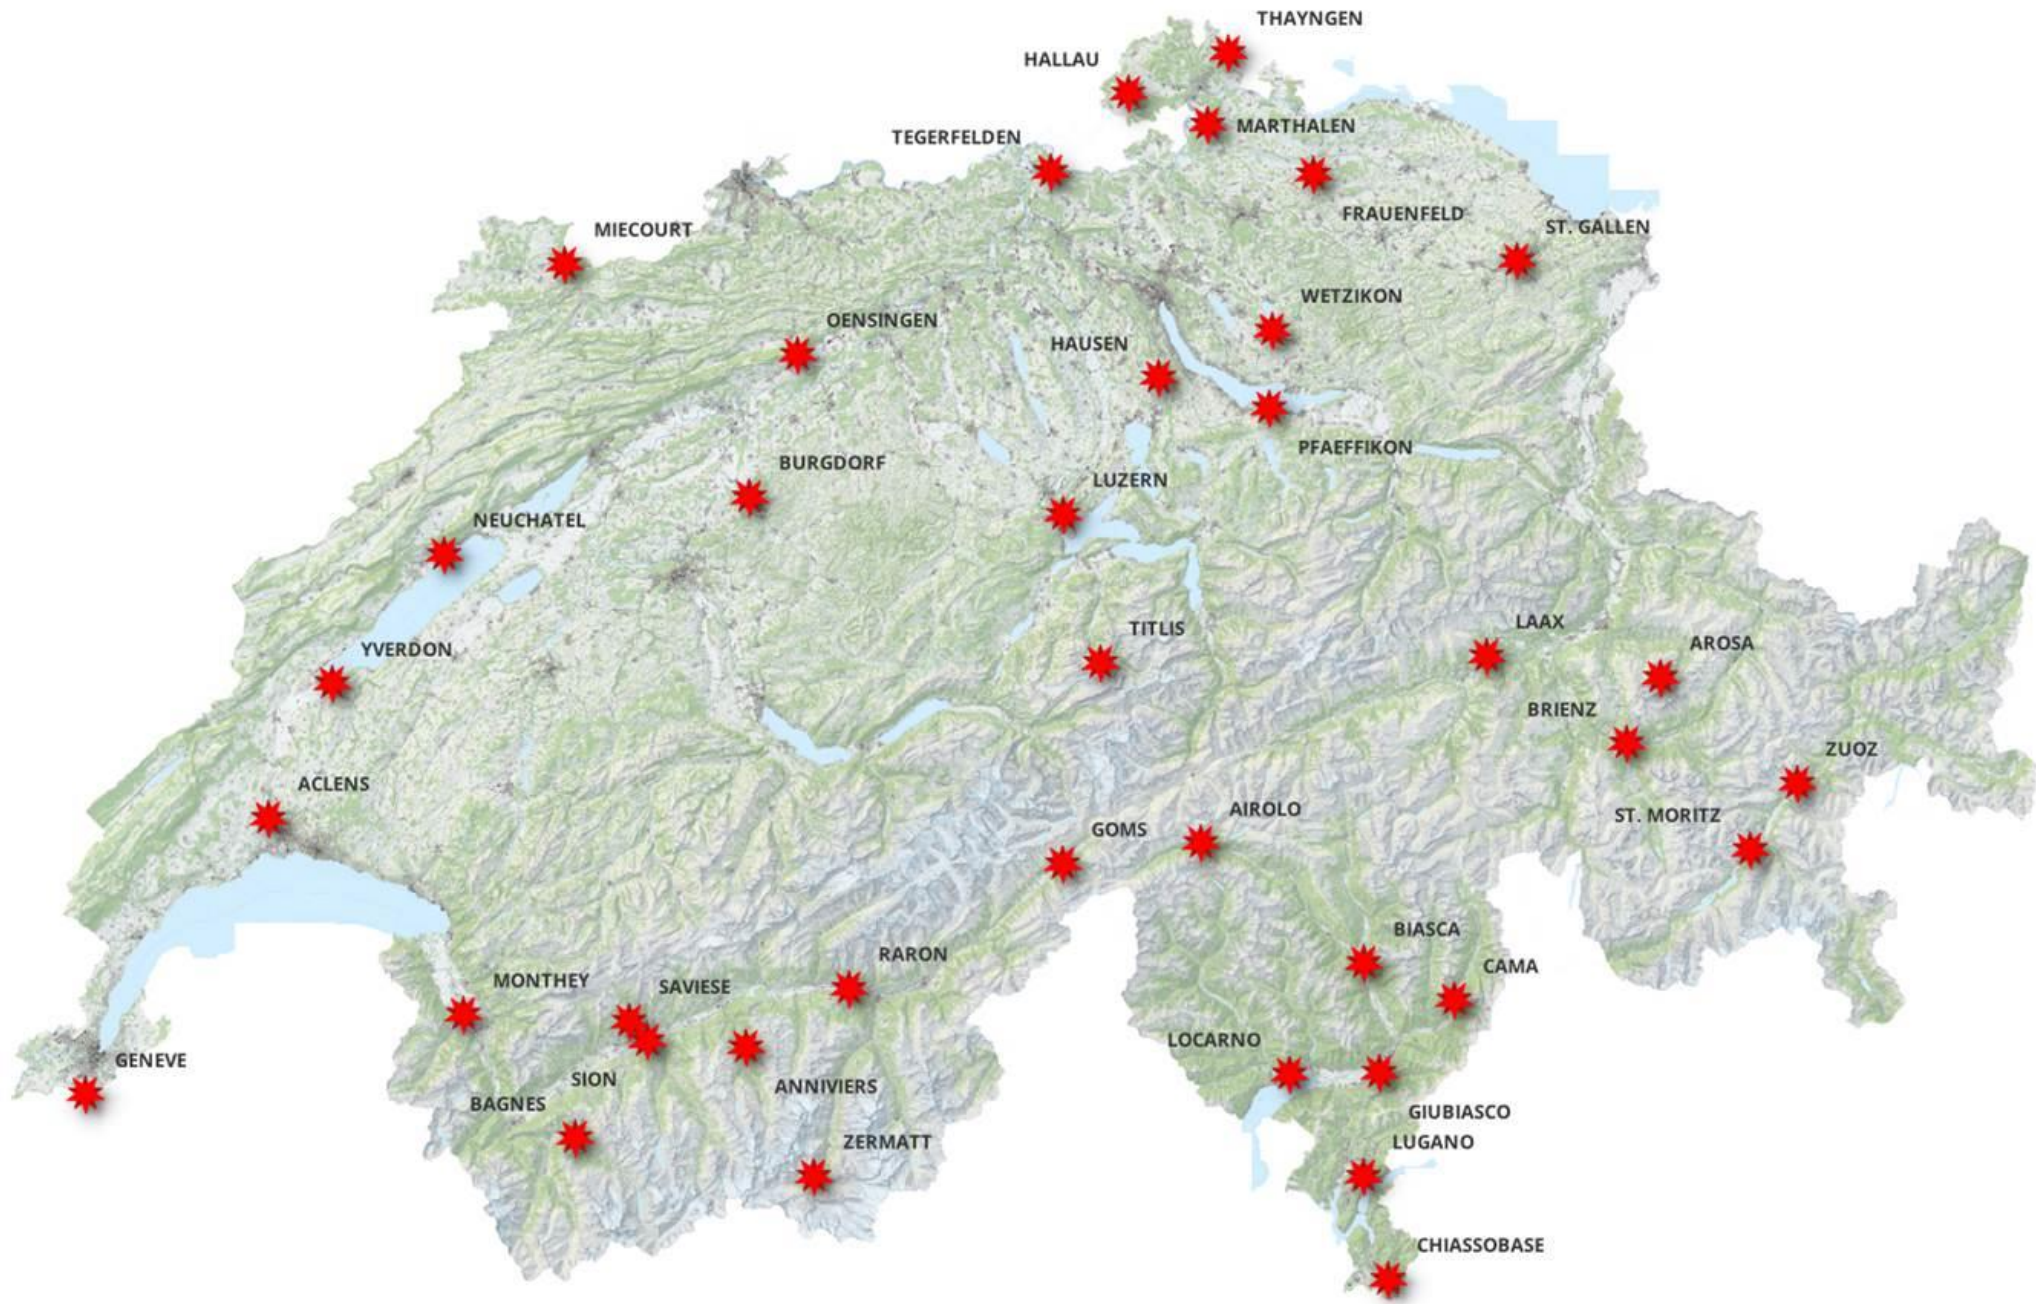 THAYNGEN
HALLAU
MARTHALEN
TEGERFELDEN
FRAUENFELD
ST. GALLEN
MIECOURT
WETZIKON
OENSINGEN
HAUSEN
PFAEFFIKON
BURGDORF
LUZERN
NEUCHATEL
LAAX
TITLIS
AROSA
YVERDON
BRIENZ
ZUOZ
ACLENS
AIROLO
ST. MORITZ
GOMS
BIASCA
RARON
CAMA
MONTHEY
SAVIESE
LOCARNO
GENEVE
SION
ANNIVIERS
BAGNES
GIUBIASCO
ZERMATT
LUGANO
CHIASSOBASE